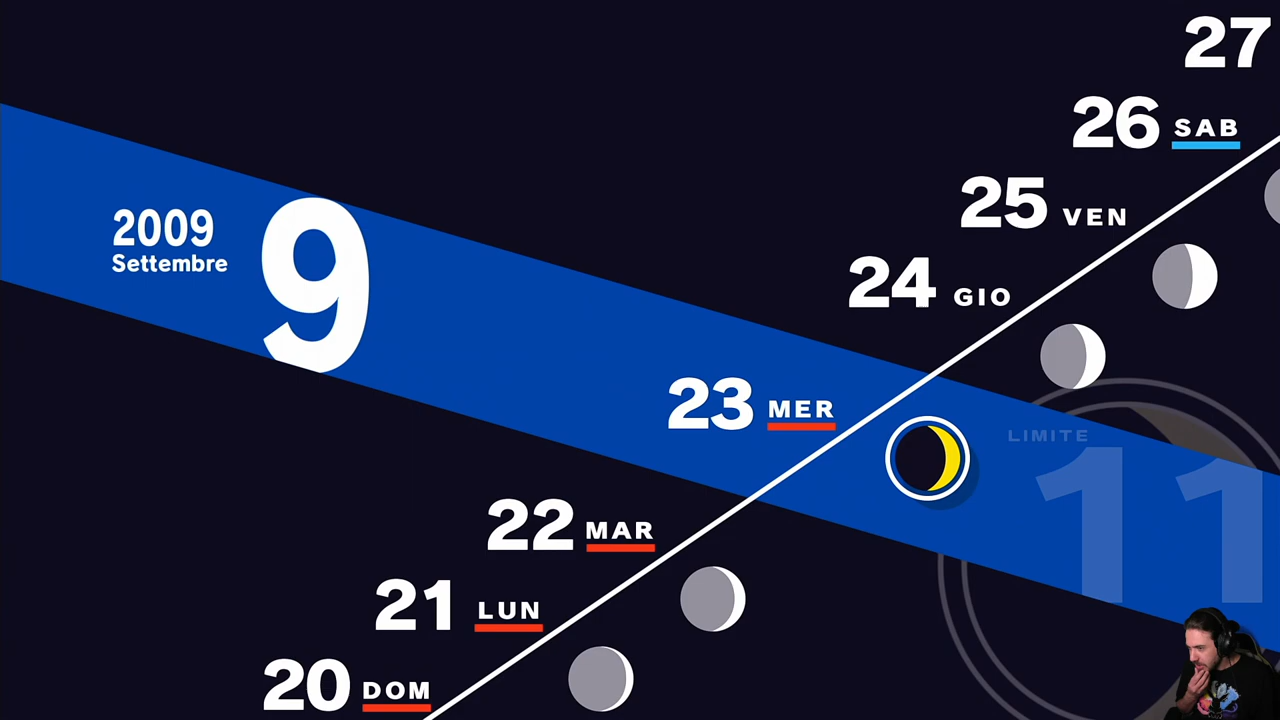 27
26 SAB
25 VEN
24 GIO
2009
Settembre
9
23 MER
LIMITE
11
22 MAR
21 LUN
20 DOM